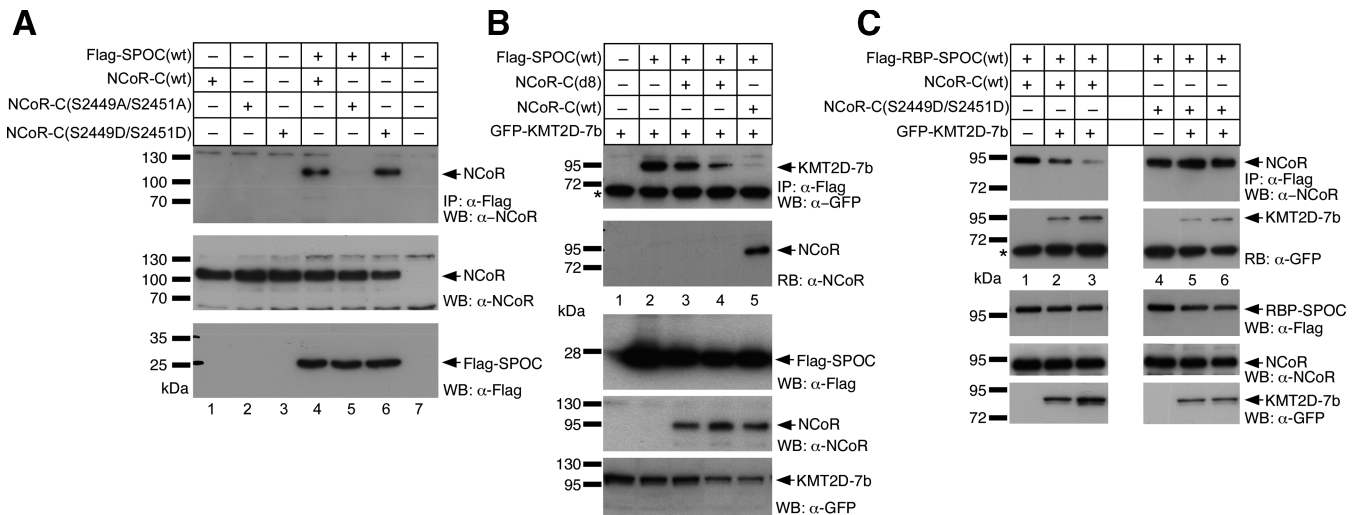 A
Flag-SPOC(wt) – – – + + + –
NCoR-C(wt) + – – + – – –
NCoR-C(S2449A/S2451A) – + – – + – –
NCoR-C(S2449D/S2451D) – – + – – + –
130
100
70
NCoR
IP: α-Flag
WB: α–NCoR
130
100
70
NCoR
WB: α-NCoR
35
25
kDa
Flag-SPOC
WB: α-Flag
1 2 3 4 5 6 7
B
Flag-SPOC(wt) – + + + +
NCoR-C(d8) – – + + –
NCoR-C(wt) – – – – +
GFP-KMT2D-7b + + + + +
95
72
*
KMT2D-7b
IP: α-Flag
WB: α–GFP
95
72
NCoR
RB: α-NCoR
1 2 3 4 5
kDa
28
Flag-SPOC
WB: α-Flag
130
95
NCoR
WB: α-NCoR
130
95
KMT2D-7b
WB: α-GFP
C
Flag-RBP-SPOC(wt) + + + + + +
NCoR-C(wt) + + + – – –
NCoR-C(S2449D/S2451D) – – – + + +
GFP-KMT2D-7b – + + – + +
95
72
NCoR
IP: α-Flag
WB: α–NCoR
95
72
*
KMT2D-7b
RB: α-GFP
kDa 1 2 3 4 5 6
95
RBP-SPOC
WB: α-Flag
95
NCoR
WB: α-NCoR
95
72
KMT2D-7b
WB: α-GFP